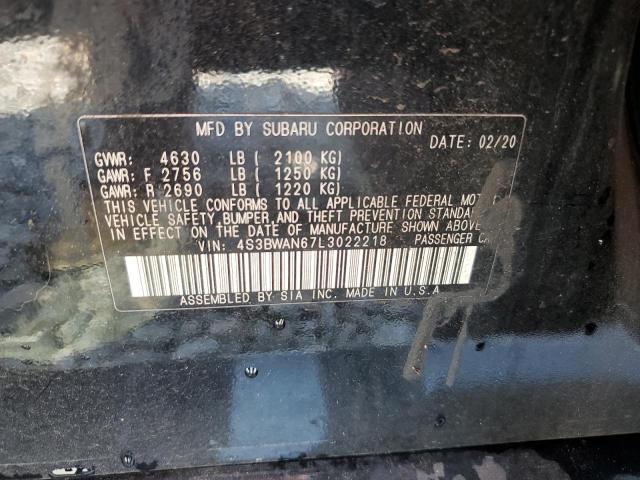 MFD BY SUBARU CORPORATION
DATE: 02/20
GVWR: 4630 LB ( 2100 KG)
GAWR: F 2756 LB ( 1250 KG)
GAWR: R 2690 LB ( 1220 KG)
THIS VEHICLE CONFORMS TO ALL APPLICABLE FEDERAL MOTO
VEHICLE SAFETY, BUMPER, AND THEFT PREVENTION STANDA
IN EFFECT ON THE DATE OF MANUFACTURE SHOWN ABOVE
VIN: 4S3BWAN67L3022218 PASSENGER CA
ASSEMBLED BY SIA INC. MADE IN U.S.A